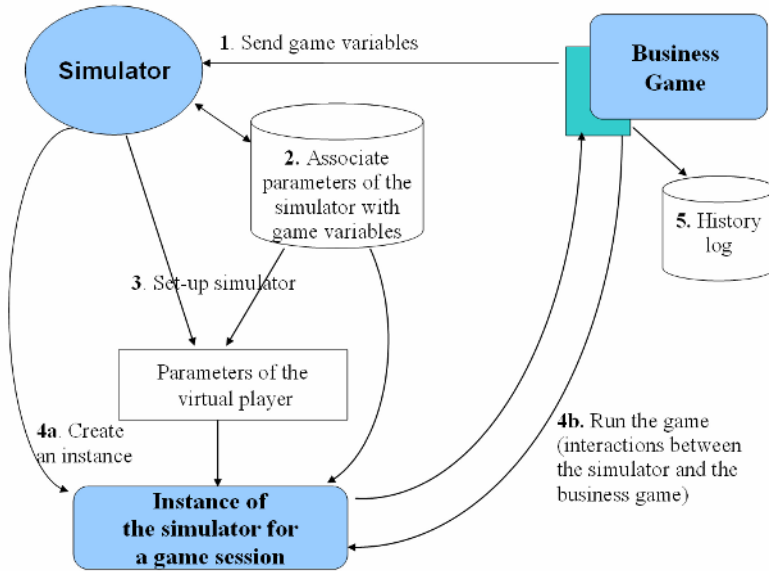 1. Send game variables
Simulator
Business
Game
2. Associate
parameters of the
simulator with
game variables
5. History
log
3. Set-up simulator
Parameters of the
virtual player
4a. Create
an instance
4b. Run the game
(interactions between
the simulator and the
business game)
Instance of
the simulator for
a game session